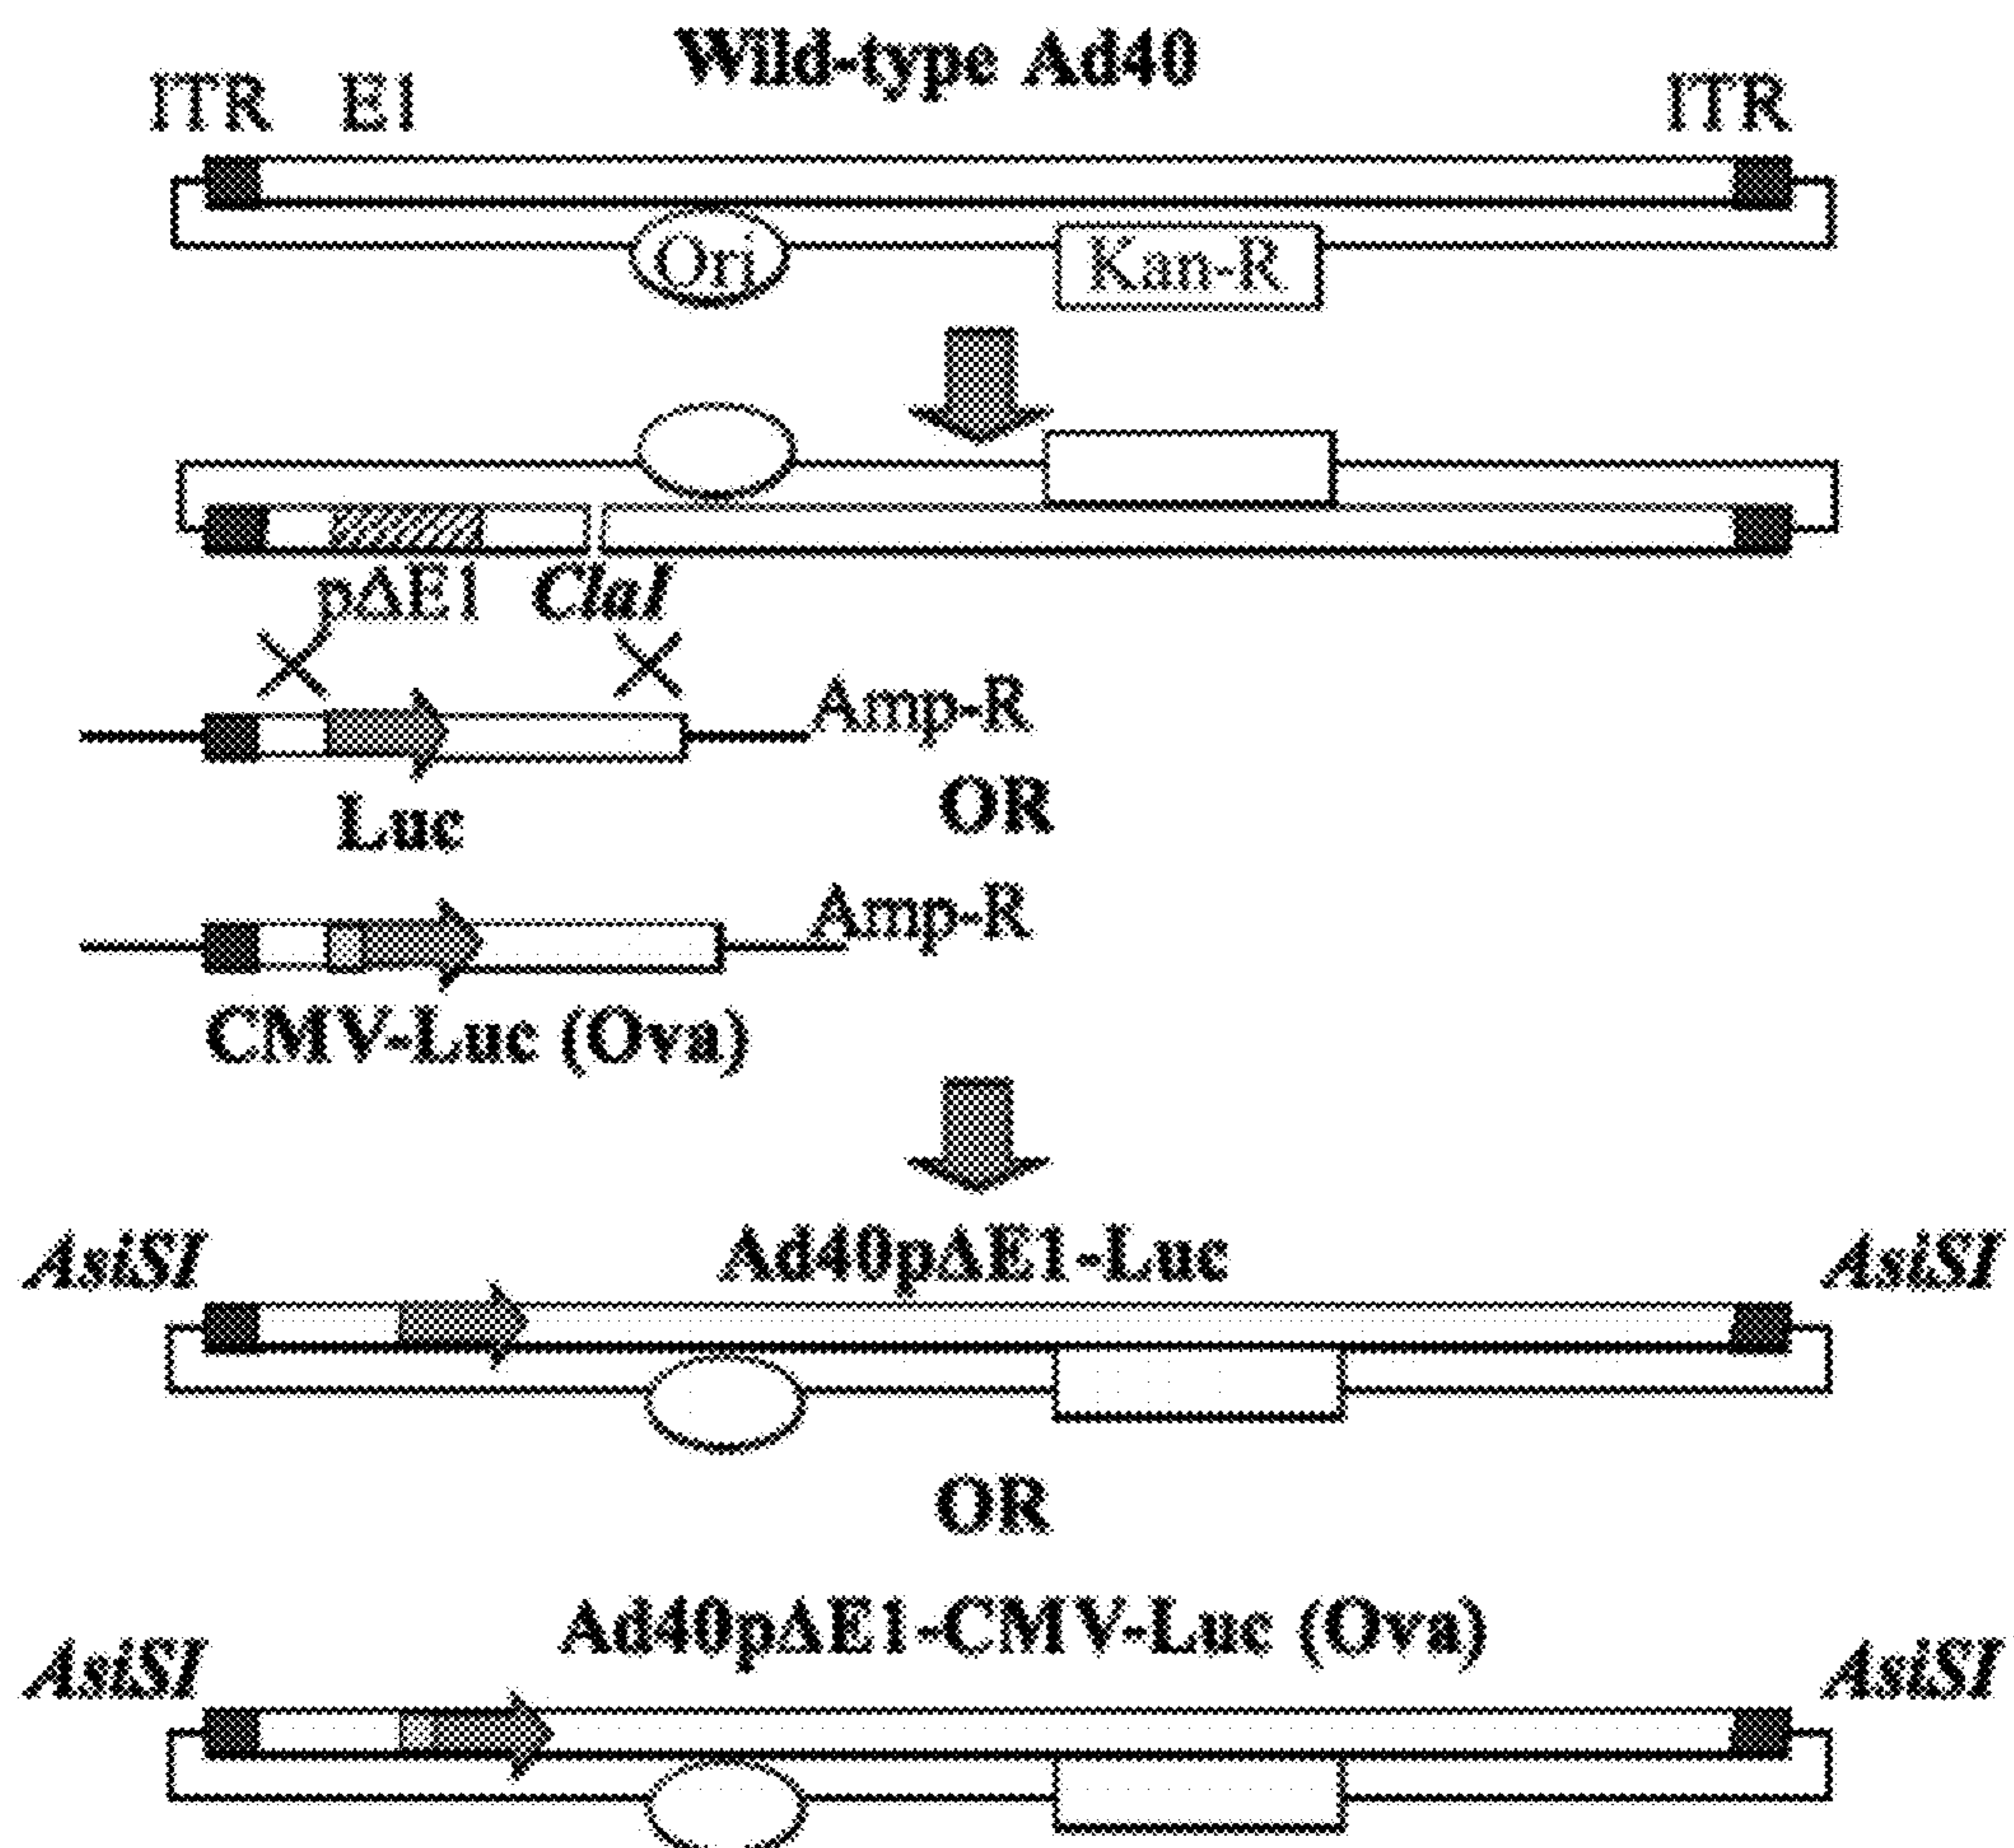 Wild-type Ad40
ITR E1 ITR
Ori Kan-R
pΔE1 ClaI
Amp-R
Luc
OR
Amp-R
CMV-Luc (Ova)
AsiSI Ad40pΔE1-Luc AsiSI
OR
Ad40pΔE1-CMV-Luc (Ova)
AsiSI AsiSI